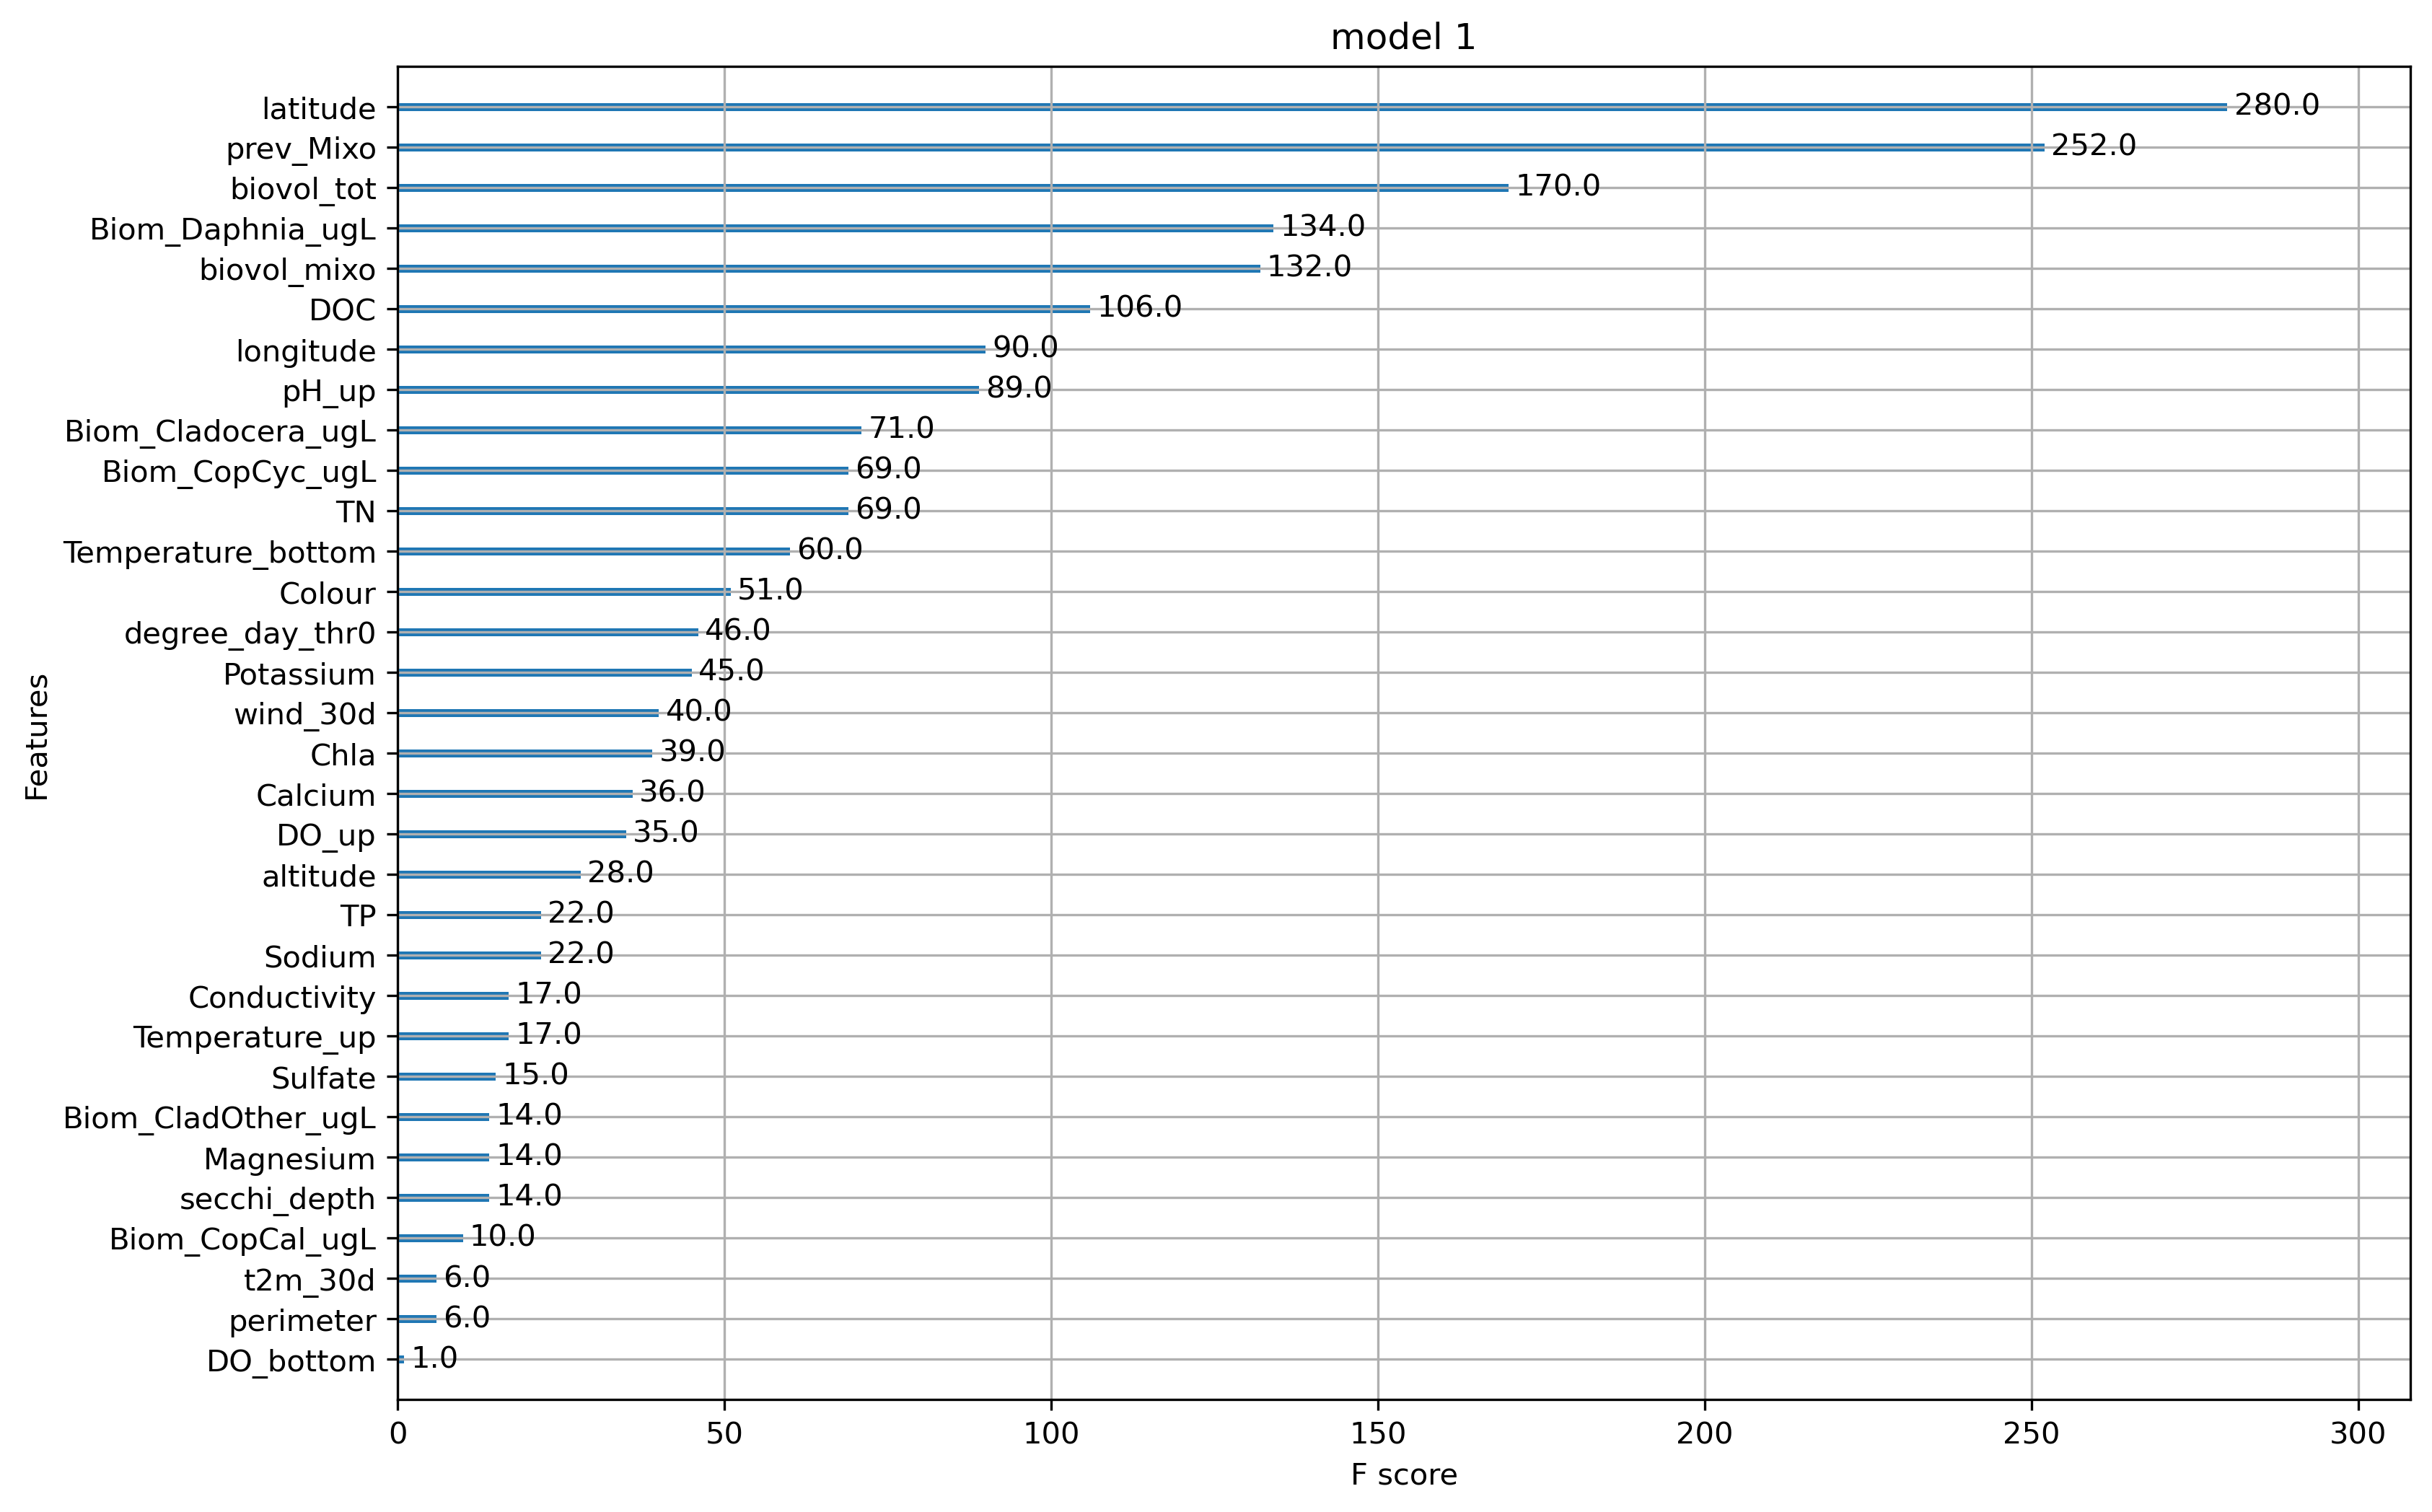 model 1
latitude 280.0
prev_Mixo 252.0
biovol_tot 170.0
Biom_Daphnia_ugL 134.0
biovol_mixo 132.0
DOC 106.0
longitude 90.0
pH_up 89.0
Biom_Cladocera_ugL 71.0
Biom_CopCyc_ugL 69.0
TN 69.0
Temperature_bottom 60.0
Colour 51.0
degree_day_thr0 46.0
Potassium 45.0
wind_30d 40.0
Chla 39.0
Calcium 36.0
DO_up 35.0
altitude 28.0
TP 22.0
Sodium 22.0
Conductivity 17.0
Temperature_up 17.0
Sulfate 15.0
Biom_CladOther_ugL 14.0
Magnesium 14.0
secchi_depth 14.0
Biom_CopCal_ugL 10.0
t2m_30d 6.0
perimeter 6.0
DO_bottom 1.0
Features
0 50 100 150 200 250 300
F score